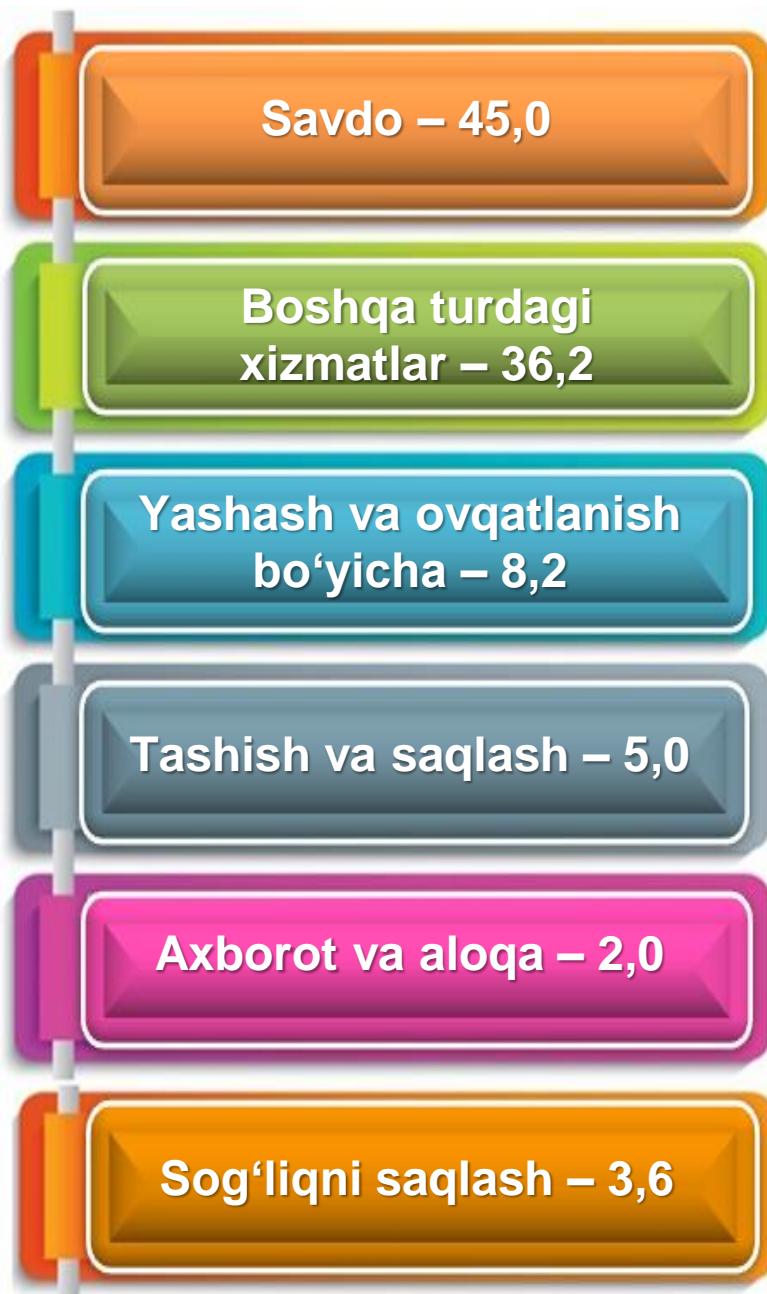 Savdo – 45,0
Boshqa turdagi
xizmatlar – 36,2
Yashash va ovqatlanish
bo‘yicha – 8,2
Tashish va saqlash – 5,0
Axborot va aloqa – 2,0
Sog‘liqni saqlash – 3,6